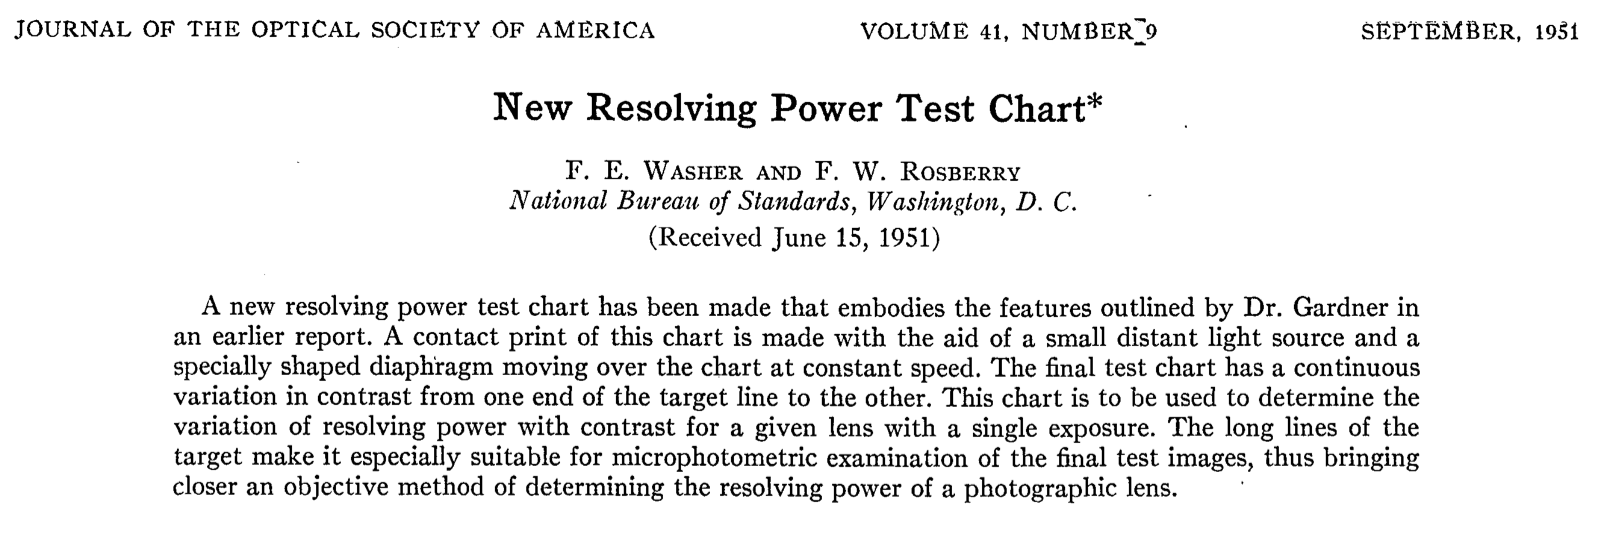 JOURNAL OF THE OPTICAL SOCIETY OF AMERICA VOLUME 41, NUMBER 9 SEPTEMBER, 1951
New Resolving Power Test Chart*
F. E. WASHER AND F. W. ROSBERRY
National Bureau of Standards, Washington, D. C.
(Received June 15, 1951)
A new resolving power test chart has been made that embodies the features outlined by Dr. Gardner in
an earlier report. A contact print of this chart is made with the aid of a small distant light source and a
specially shaped diaphragm moving over the chart at constant speed. The final test chart has a continuous
variation in contrast from one end of the target line to the other. This chart is to be used to determine the
variation of resolving power with contrast for a given lens with a single exposure. The long lines of the
target make it especially suitable for microphotometric examination of the final test images, thus bringing
closer an objective method of determining the resolving power of a photographic lens.